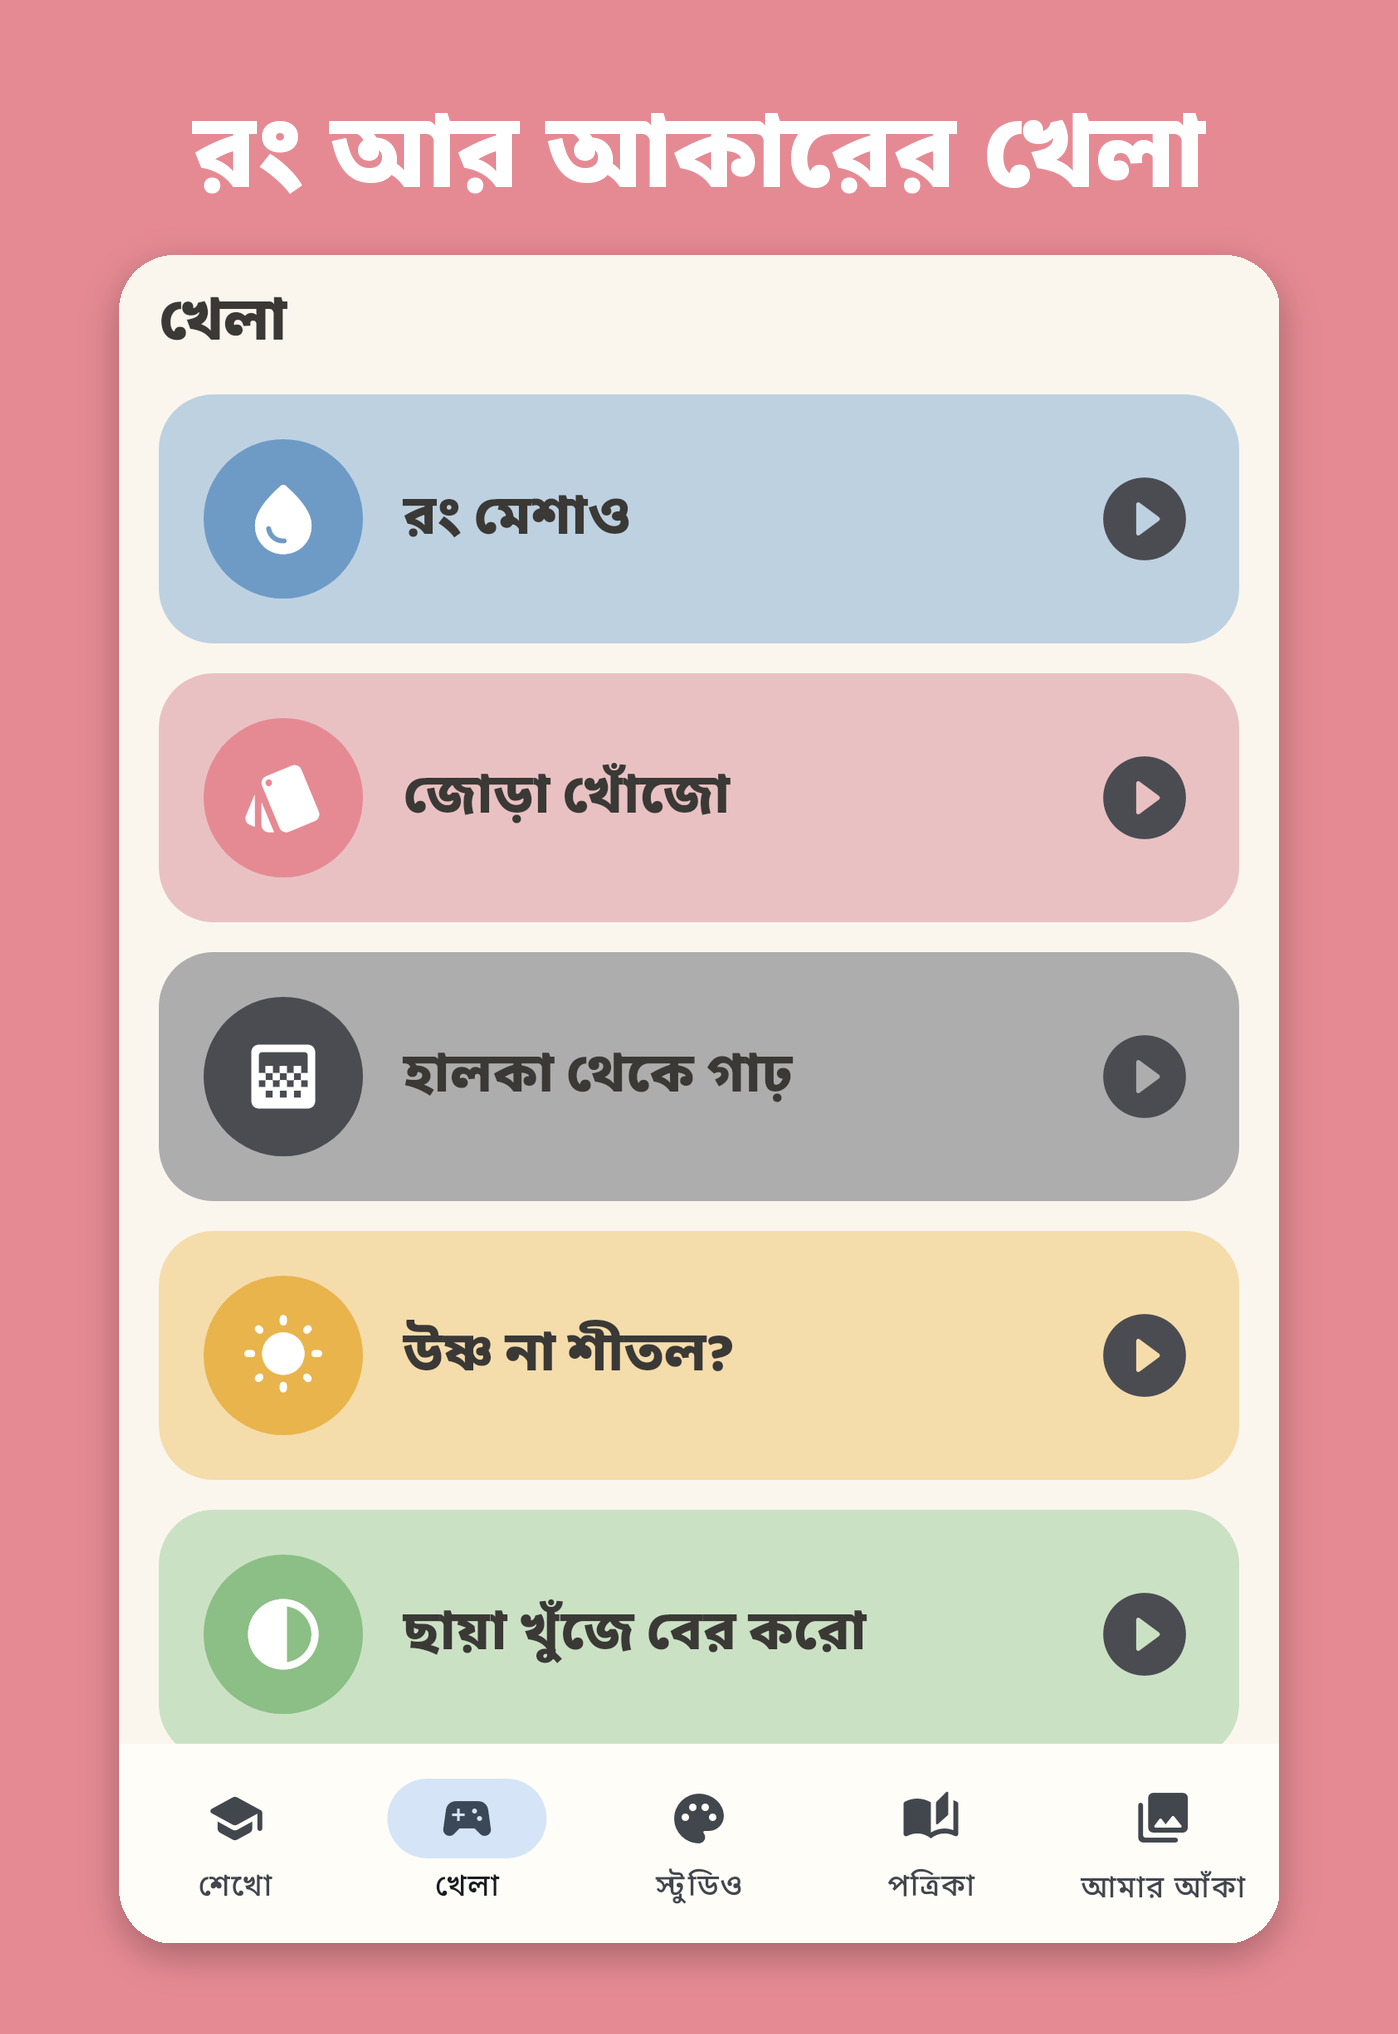 রং আর আকারের খেলা
খেলা
রং মেশাও
জোড়া খোঁজো
হালকা থেকে গাঢ়
উষ্ণ না শীতল?
ছায়া খুঁজে বের করো
শেখো
খেলা
স্টুডিও
পত্রিকা
আমার আঁকা